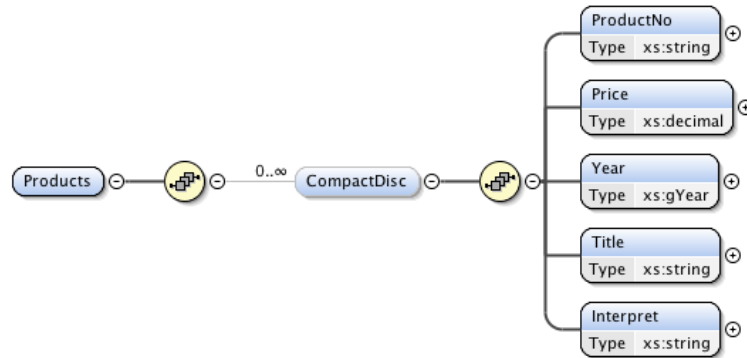 ProductNo
Type xs:string
Price
Type xs:decimal
0..∞
Products
CompactDisc
Year
Type xs:gYear
Title
Type xs:string
Interpret
Type xs:string